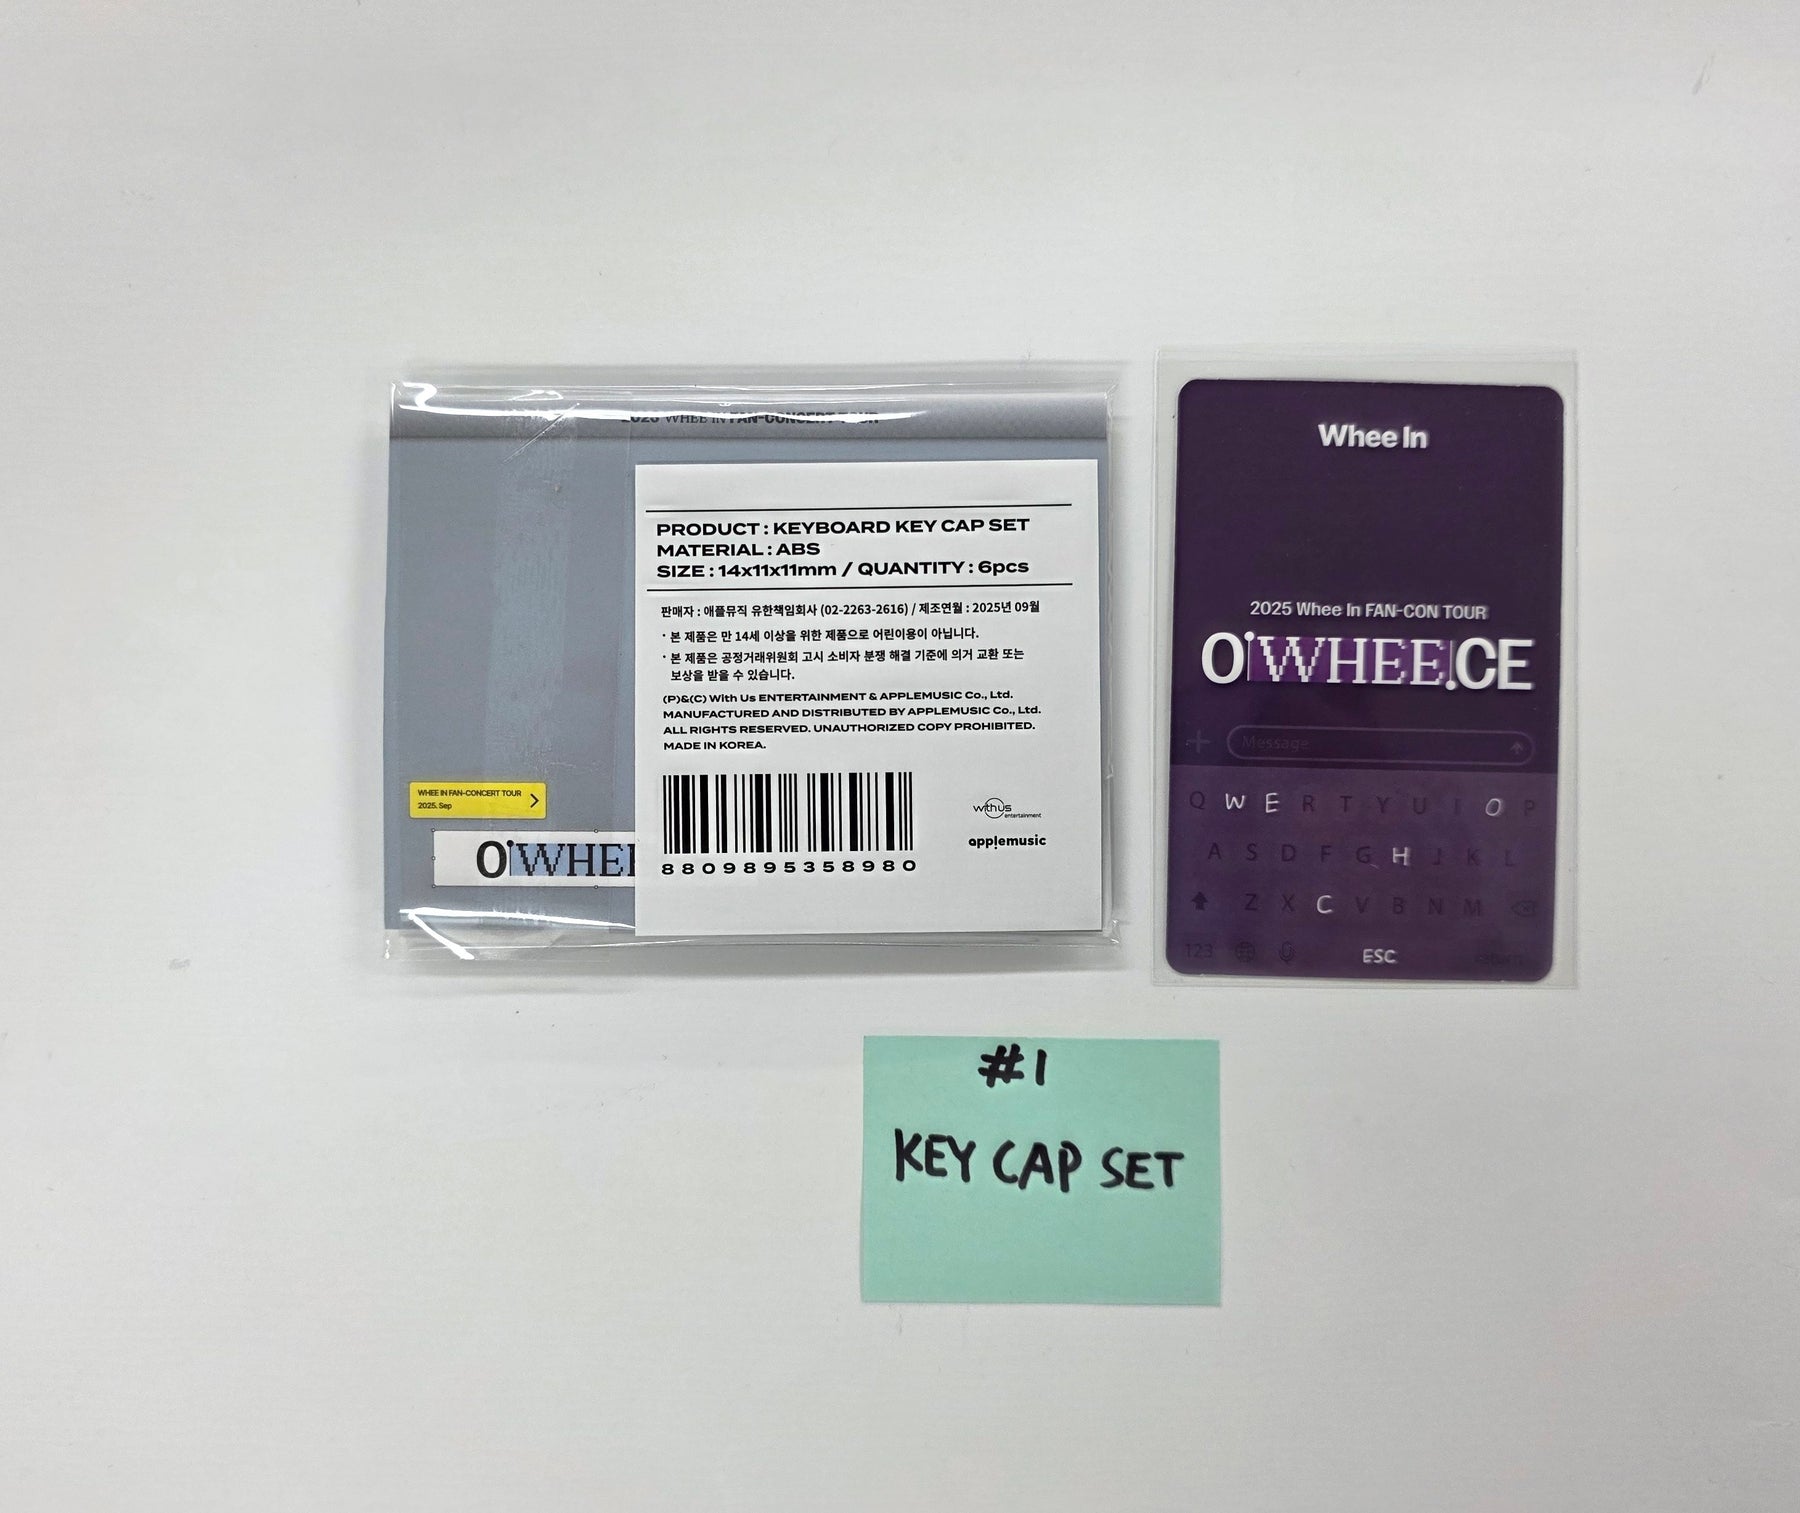 2025 WHEE IN FAN-CONCERT TOUR
PRODUCT : KEYBOARD KEY CAP SET
MATERIAL : ABS
SIZE : 14x11x11mm / QUANTITY : 6pcs
판매자 : 애플뮤직 유한책임회사 (02-2263-2616) / 제조연월 : 2025년 09월
· 본 제품은 만 14세 이상을 위한 제품으로 어린이용이 아닙니다.
· 본 제품은 공정거래위원회 고시 소비자 분쟁 해결 기준에 의거 교환 또는
보상을 받을 수 있습니다.
(P)&(C) With Us ENTERTAINMENT & APPLEMUSIC Co., Ltd.
MANUFACTURED AND DISTRIBUTED BY APPLEMUSIC Co., Ltd.
ALL RIGHTS RESERVED. UNAUTHORIZED COPY PROHIBITED.
MADE IN KOREA.
8809895358980
withus
entertainment
applemusic
WHEE IN FAN-CONCERT TOUR
2025. Sep
O'WHEE
Whee In
2025 Whee In FAN-CON TOUR
O'WHEE.CE
Message
Q W E R T Y U I O P
A S D F G H J K L
Z X C V B N M
123
ESC
return
#1
KEY CAP SET